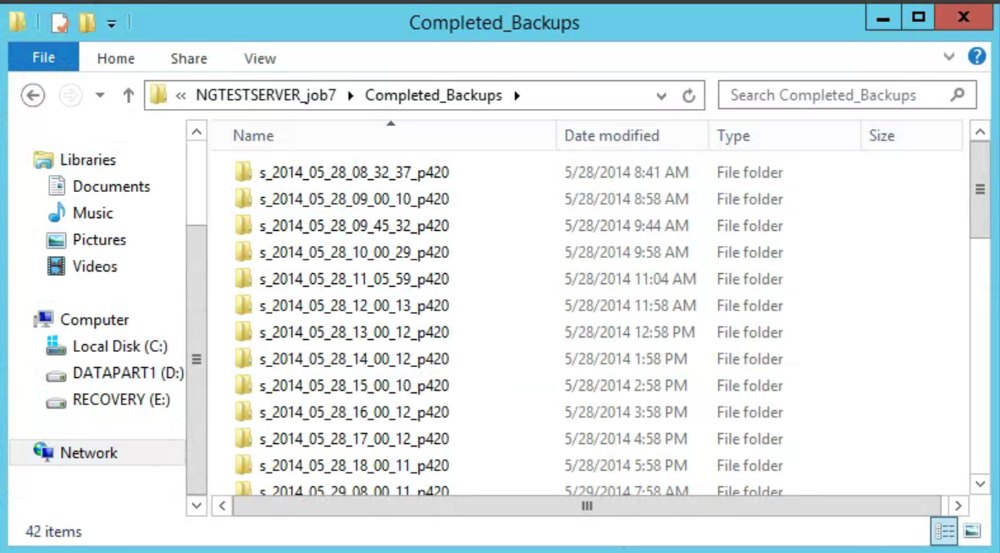 Completed_Backups
File Home Share View
« NGTESTSERVER_job7 Completed_Backups Search Completed_Backups
Name Date modified Type Size
Libraries
Documents
Music
Pictures
Videos
Computer
Local Disk (C:)
DATAPART1 (D:)
RECOVERY (E:)
Network
s_2014_05_28_08_32_37_p420 5/28/2014 8:41 AM File folder
s_2014_05_28_09_00_10_p420 5/28/2014 8:58 AM File folder
s_2014_05_28_09_45_32_p420 5/28/2014 9:44 AM File folder
s_2014_05_28_10_00_29_p420 5/28/2014 9:58 AM File folder
s_2014_05_28_11_05_59_p420 5/28/2014 11:04 AM File folder
s_2014_05_28_12_00_13_p420 5/28/2014 11:58 AM File folder
s_2014_05_28_13_00_12_p420 5/28/2014 12:58 PM File folder
s_2014_05_28_14_00_12_p420 5/28/2014 1:58 PM File folder
s_2014_05_28_15_00_10_p420 5/28/2014 2:58 PM File folder
s_2014_05_28_16_00_12_p420 5/28/2014 3:58 PM File folder
s_2014_05_28_17_00_12_p420 5/28/2014 4:58 PM File folder
s_2014_05_28_18_00_11_p420 5/28/2014 5:58 PM File folder
s_2014_05_29_08_00_11_p420 5/29/2014 7:58 AM File folder
42 items